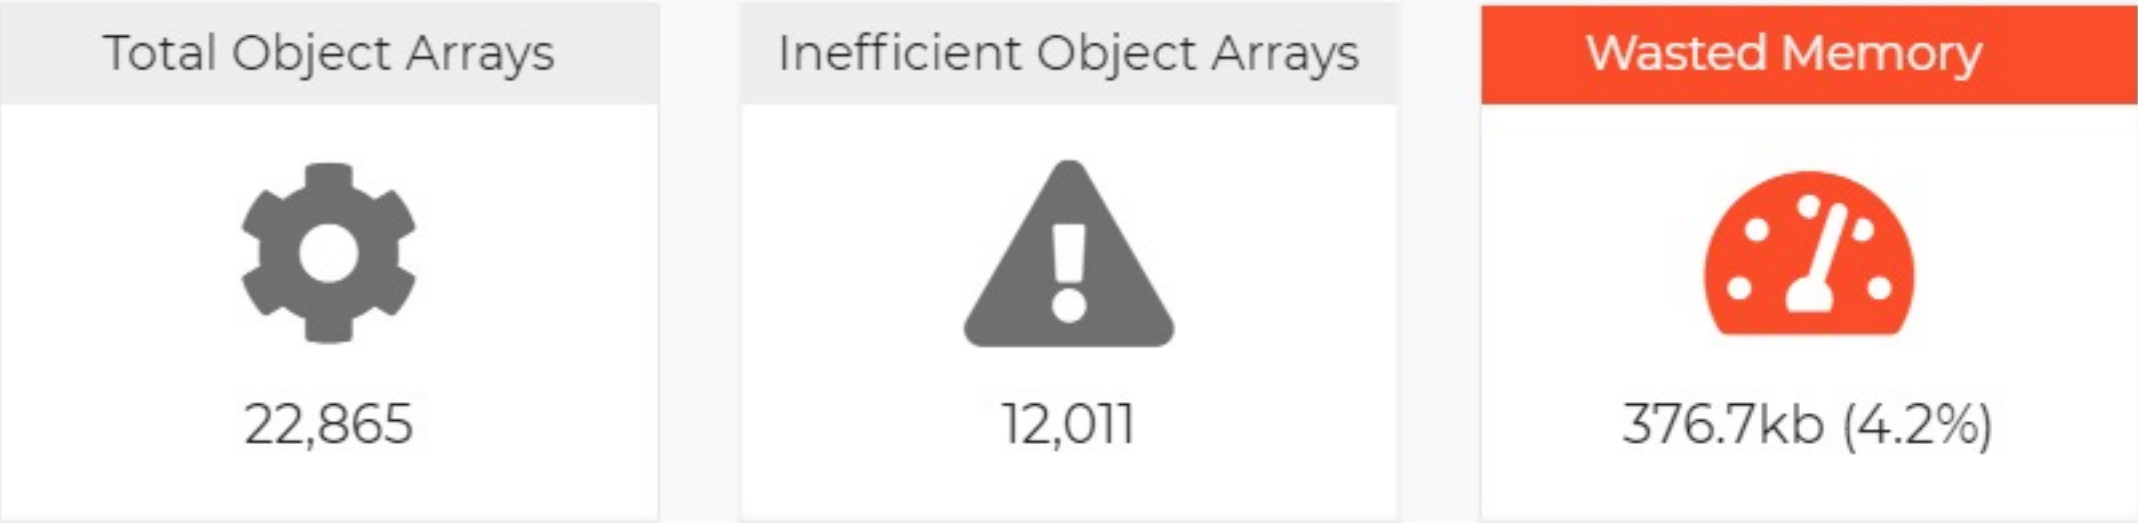 Total Object Arrays
22,865
Inefficient Object Arrays
12,011
Wasted Memory
376.7kb (4.2%)